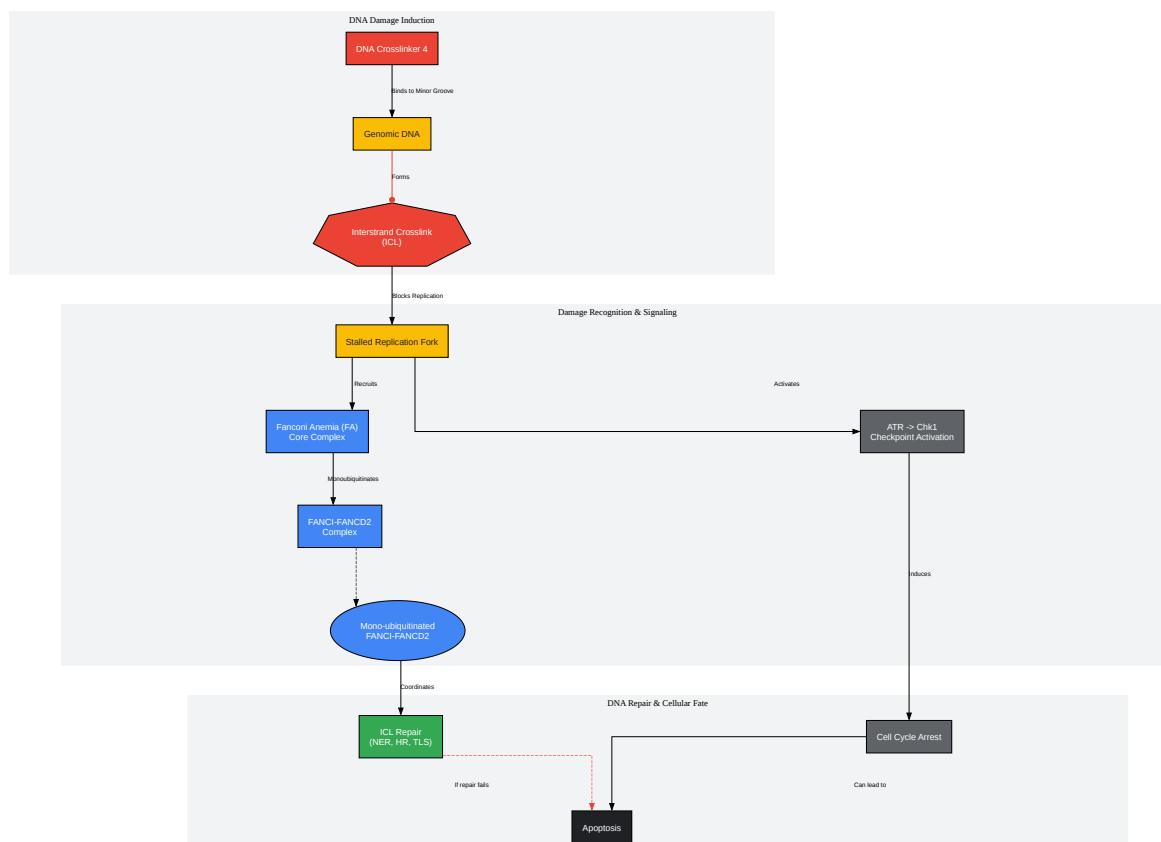 DNA Damage Induction
DNA Crosslinker 4
Binds to Minor Groove
Genomic DNA
Forms
Interstrand Crosslink
(ICL)
Blocks Replication
Damage Recognition & Signaling
Stalled Replication Fork
Recruits
Activates
Fanconi Anemia (FA)
Core Complex
ATR -> Chk1
Checkpoint Activation
Monoubiquitinates
FANCI-FANCD2
Complex
Induces
Mono-ubiquitinated
FANCI-FANCD2
Coordinates
DNA Repair & Cellular Fate
ICL Repair
(NER, HR, TLS)
Cell Cycle Arrest
If repair fails
Can lead to
Apoptosis